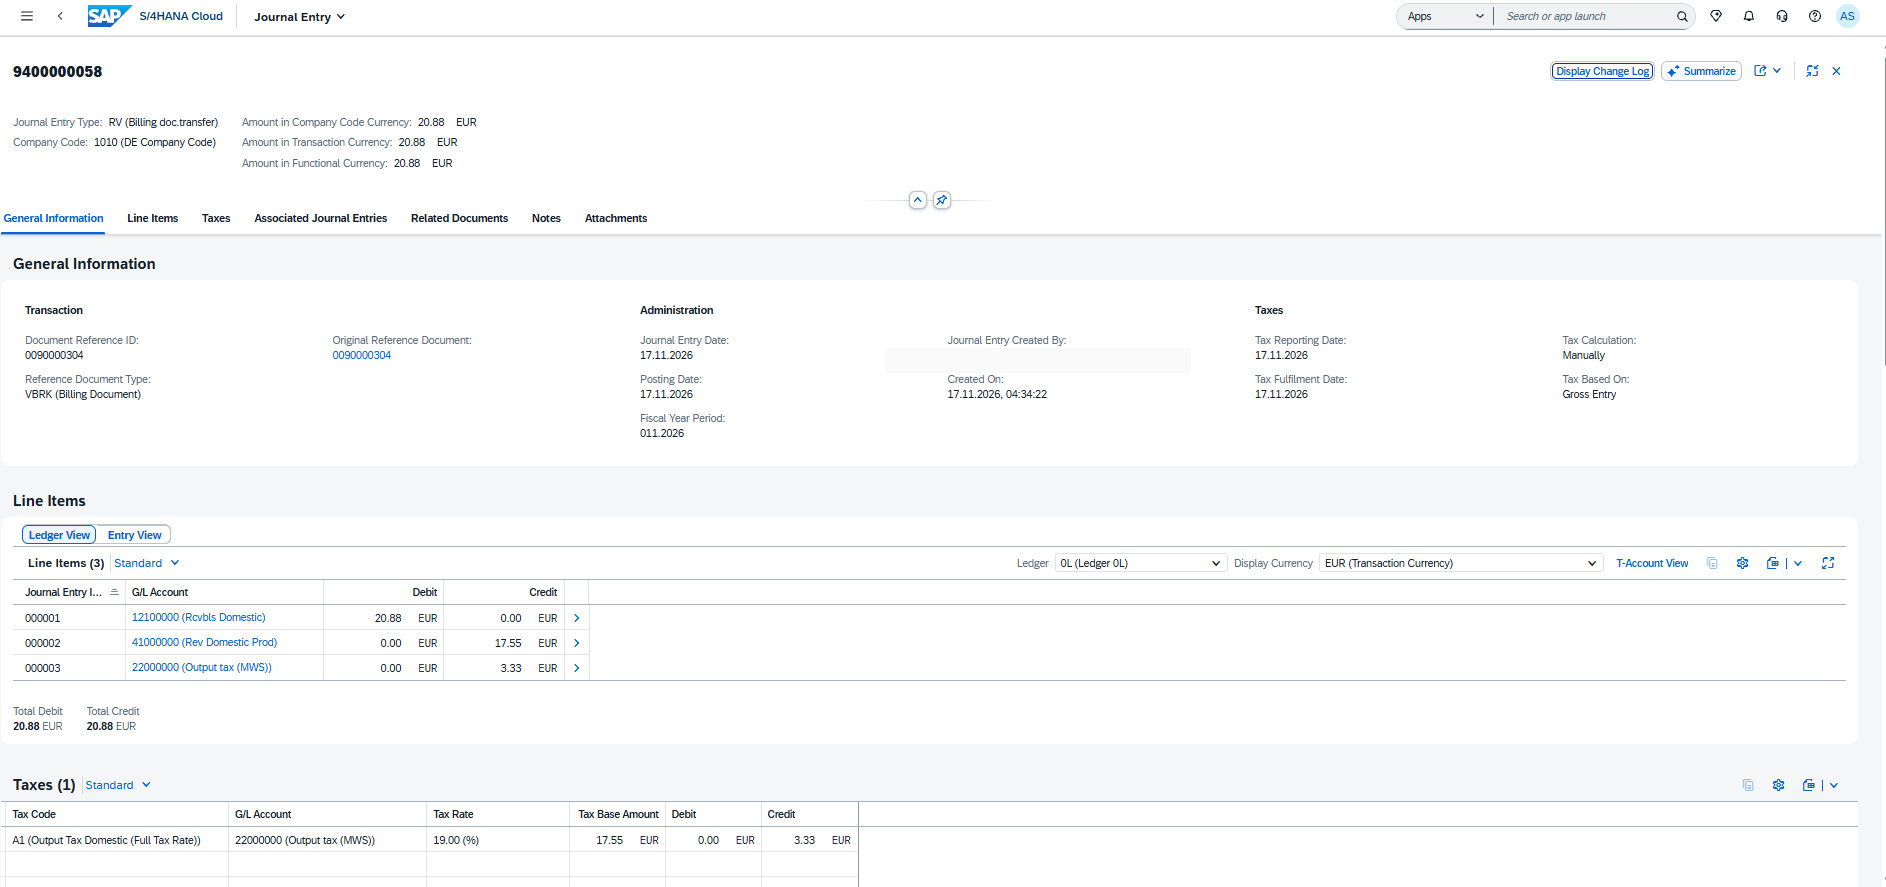 SAP S/4HANA Cloud Journal Entry Apps Search or app launch AS
9400000058 Display Change Log Summarize
Journal Entry Type: RV (Billing doc.transfer) Amount in Company Code Currency: 20.88 EUR
Company Code: 1010 (DE Company Code) Amount in Transaction Currency: 20.88 EUR
Amount in Functional Currency: 20.88 EUR
General Information Line Items Taxes Associated Journal Entries Related Documents Notes Attachments
General Information
Transaction Administration Taxes
Document Reference ID: Original Reference Document: Journal Entry Date: Journal Entry Created By: Tax Reporting Date: Tax Calculation:
0090000304 0090000304 17.11.2026 17.11.2026 Manually
Reference Document Type: Posting Date: Created On: Tax Fulfilment Date: Tax Based On:
VBRK (Billing Document) 17.11.2026 17.11.2026, 04:34:22 17.11.2026 Gross Entry
Fiscal Year Period:
011.2026
Line Items
Ledger View Entry View
Line Items (3) Standard Ledger 0L (Ledger 0L) Display Currency EUR (Transaction Currency) T-Account View
Journal Entry I... G/L Account Debit Credit
000001 12100000 (Rcvbls Domestic) 20.88 EUR 0.00 EUR
000002 41000000 (Rev Domestic Prod) 0.00 EUR 17.55 EUR
000003 22000000 (Output tax (MWS)) 0.00 EUR 3.33 EUR
Total Debit Total Credit
20.88 EUR 20.88 EUR
Taxes (1) Standard
Tax Code G/L Account Tax Rate Tax Base Amount Debit Credit
A1 (Output Tax Domestic (Full Tax Rate)) 22000000 (Output tax (MWS)) 19.00 (%) 17.55 EUR 0.00 EUR 3.33 EUR